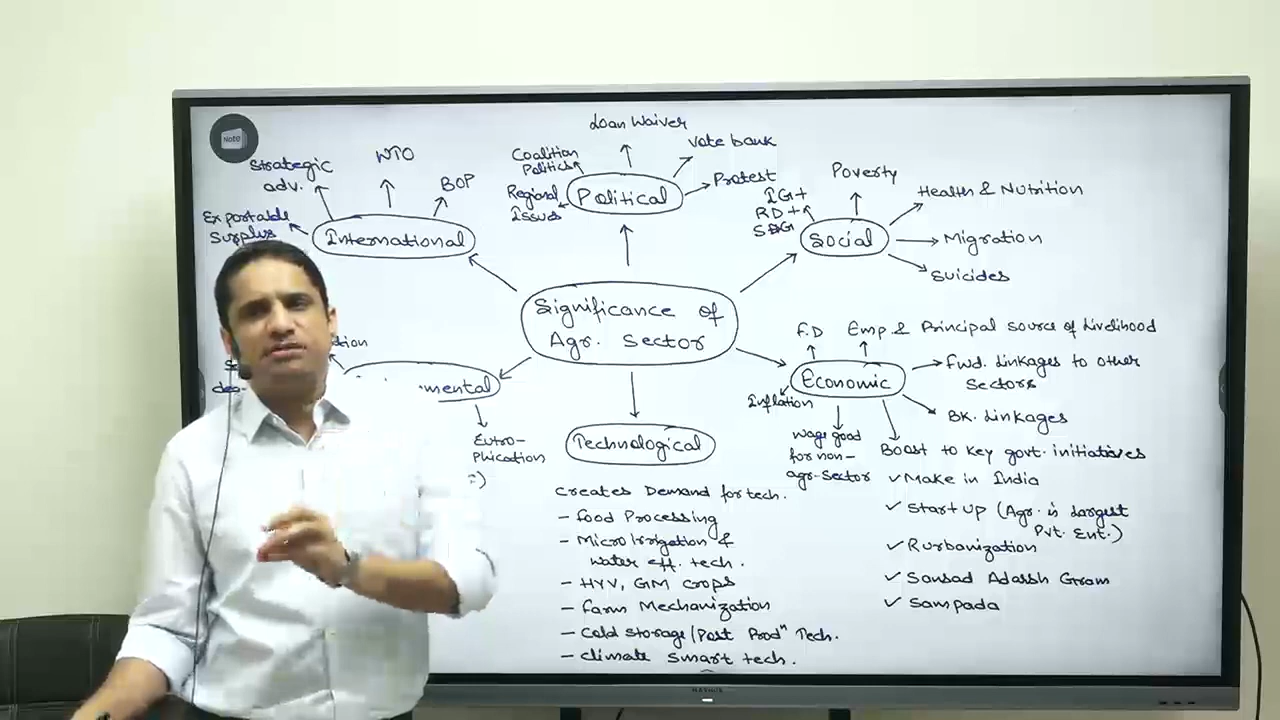 Note
Strategic
adv.
WTO
BOP
Exportable
Surplus
International
Loan Waiver
Coalition
Politics
Vote bank
Regional
Issues
Political
Protest
Poverty
IG+
RD+
SDG
Health & Nutrition
Social
Migration
Suicides
Significance of
Agr. Sector
F.D
Emp & Principal source of Livelihood
Economic
Fwd. Linkages to other
Sectors
Inflation
BK. Linkages
Wage good
for non-
agr-Sector
Boost to Key govt. initiatives
✓ Make in India
✓ Start up (Agr. is Largest
Pvt. Ent.)
✓ Rurbanization
✓ Sansad Adarsh Gram
✓ Sampada
Eutro-
phication
Technological
Creates Demand for tech.
- Food Processing
- Micro Irrigation &
Water eff. tech.
- HYV, GM crops
- Farm Mechanization
- Cold Storage/Post Prodⁿ Tech.
- Climate Smart tech.